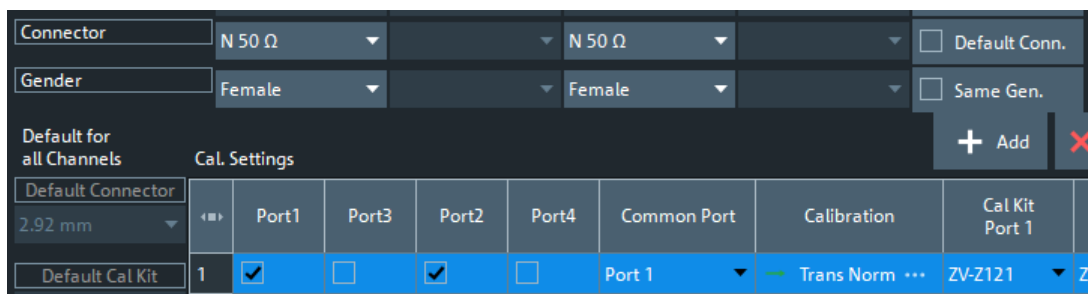 Connector N 50 Ω N 50 Ω Default Conn.
Gender Female Female Same Gen.
Default for
all Channels Cal. Settings Add
Default Connector
2.92 mm Port1 Port3 Port2 Port4 Common Port Calibration Cal Kit
Port 1
Default Cal Kit 1 Port 1 Trans Norm ... ZV-Z121